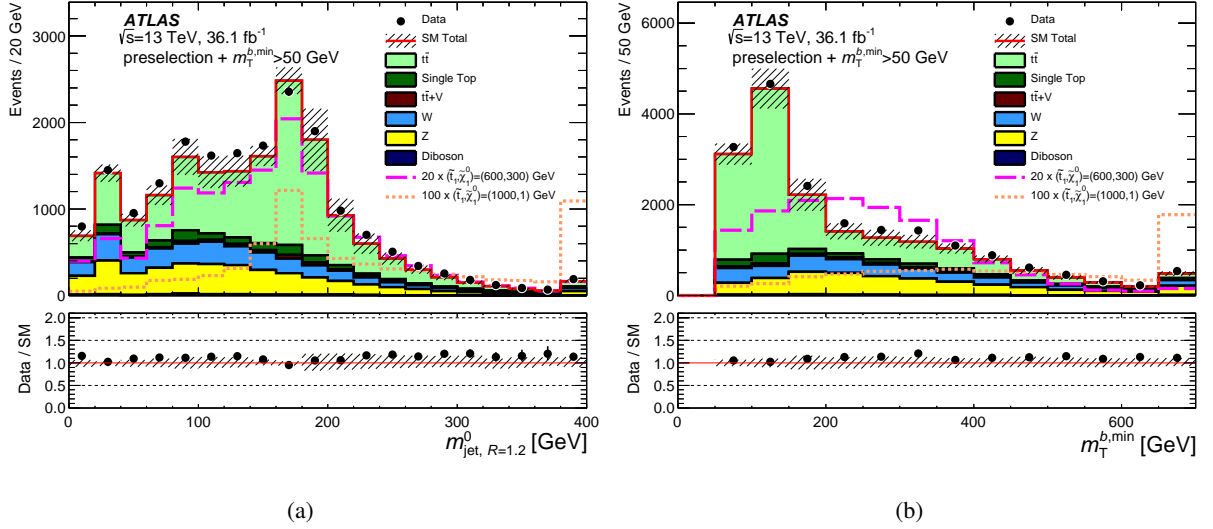 ATLAS
√s=13 TeV, 36.1 fb⁻¹
preselection + m_T^{b,min}>50 GeV
Data
SM Total
tt̄
Single Top
tt̄+V
W
Z
Diboson
20 x (t̃₁,χ̃₁⁰)=(600,300) GeV
100 x (t̃₁,χ̃₁⁰)=(1000,1) GeV
Events / 20 GeV
3000
2000
1000
0
Data / SM
2.0
1.5
1.0
0.5
0.0
0 100 200 300 400
m⁰_{jet, R=1.2} [GeV]
(a)
ATLAS
√s=13 TeV, 36.1 fb⁻¹
preselection + m_T^{b,min}>50 GeV
Data
SM Total
tt̄
Single Top
tt̄+V
W
Z
Diboson
20 x (t̃₁,χ̃₁⁰)=(600,300) GeV
100 x (t̃₁,χ̃₁⁰)=(1000,1) GeV
Events / 50 GeV
6000
4000
2000
0
Data / SM
2.0
1.5
1.0
0.5
0.0
0 200 400 600
m_T^{b,min} [GeV]
(b)